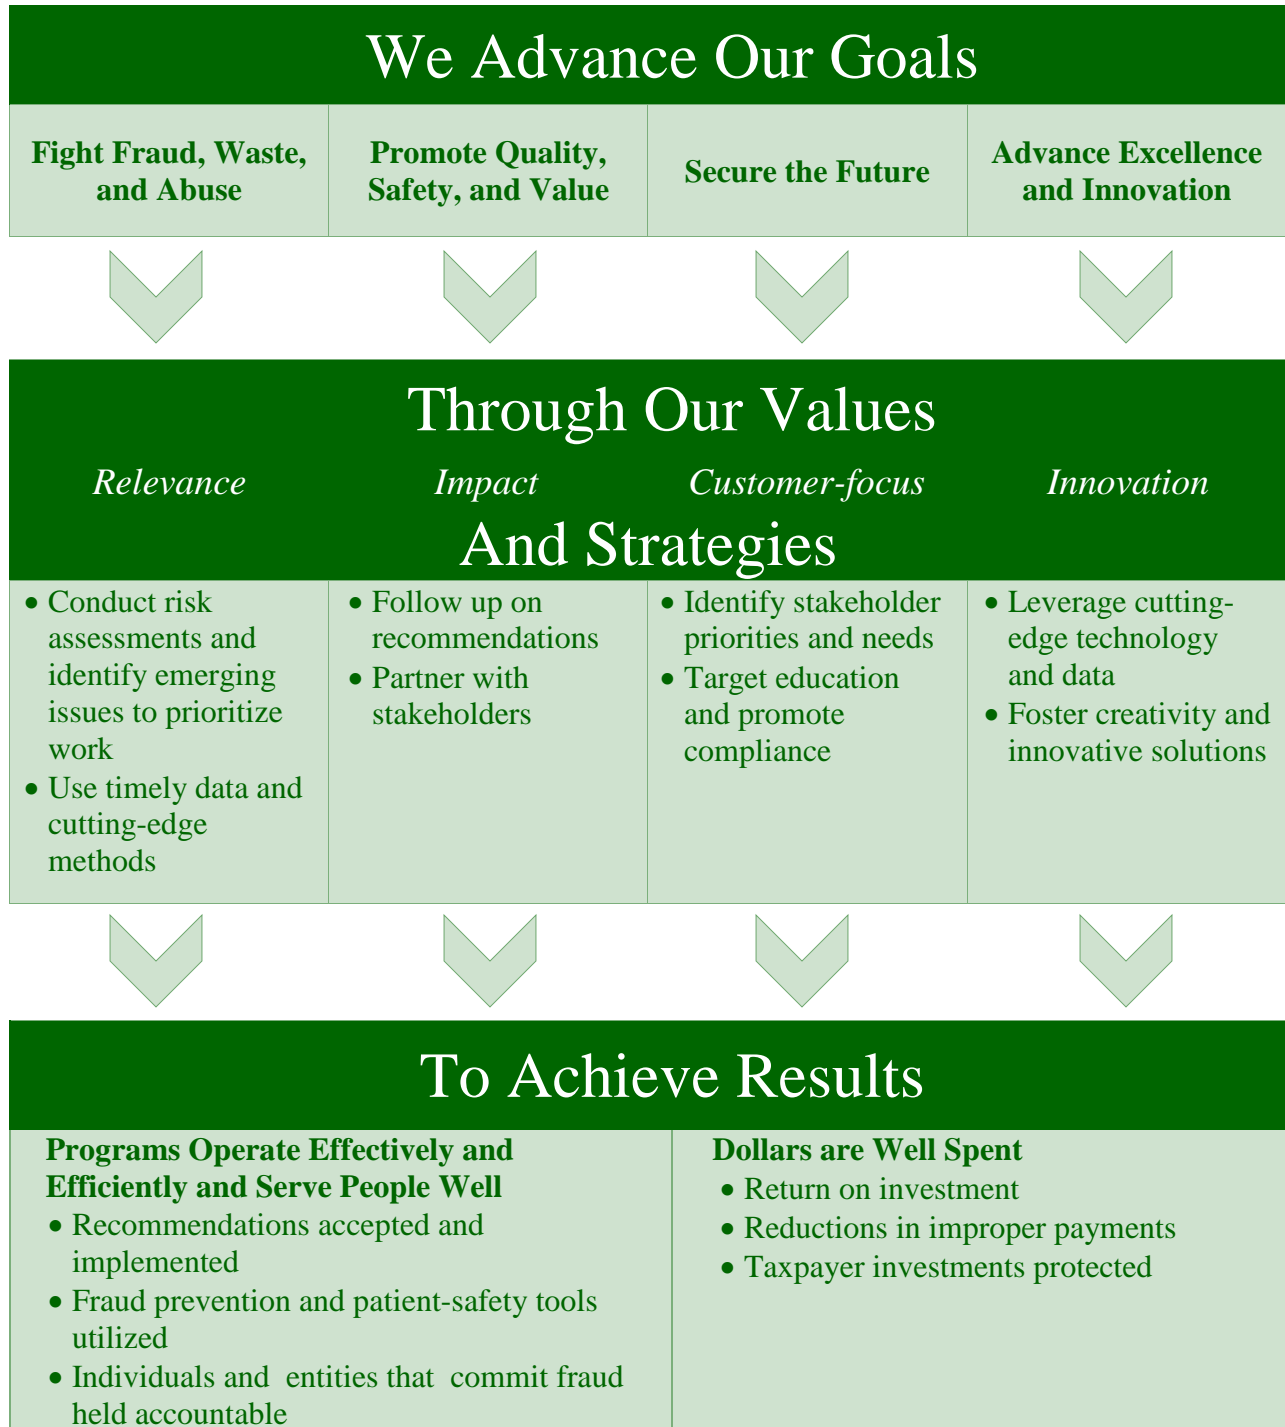 We Advance Our Goals
Fight Fraud, Waste,
and Abuse
Promote Quality,
Safety, and Value
Secure the Future
Advance Excellence
and Innovation
Through Our Values
Relevance
Impact
Customer-focus
Innovation
And Strategies
• Conduct risk
assessments and
identify emerging
issues to prioritize
work
• Use timely data and
cutting-edge
methods
• Follow up on
recommendations
• Partner with
stakeholders
• Identify stakeholder
priorities and needs
• Target education
and promote
compliance
• Leverage cutting-
edge technology
and data
• Foster creativity and
innovative solutions
To Achieve Results
Programs Operate Effectively and
Efficiently and Serve People Well
• Recommendations accepted and
implemented
• Fraud prevention and patient-safety tools
utilized
• Individuals and entities that commit fraud
held accountable
Dollars are Well Spent
• Return on investment
• Reductions in improper payments
• Taxpayer investments protected